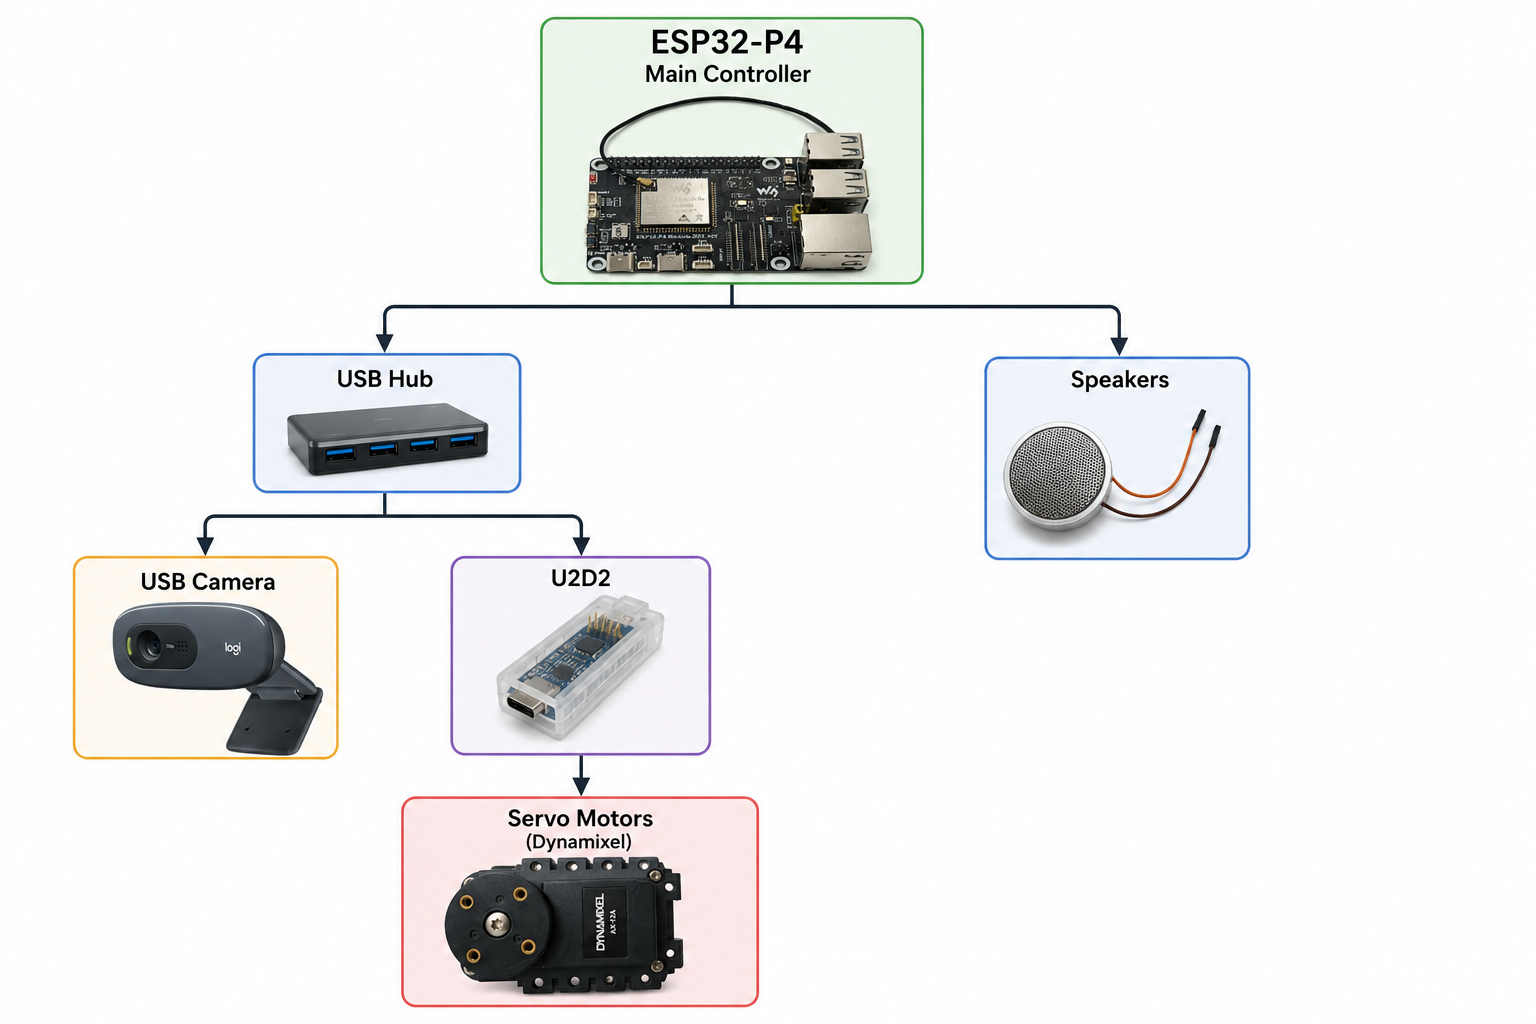 ESP32-P4
Main Controller
USB Hub
Speakers
USB Camera
logi
U2D2
Servo Motors
(Dynamixel)
DYNAMIXEL
AX-12A